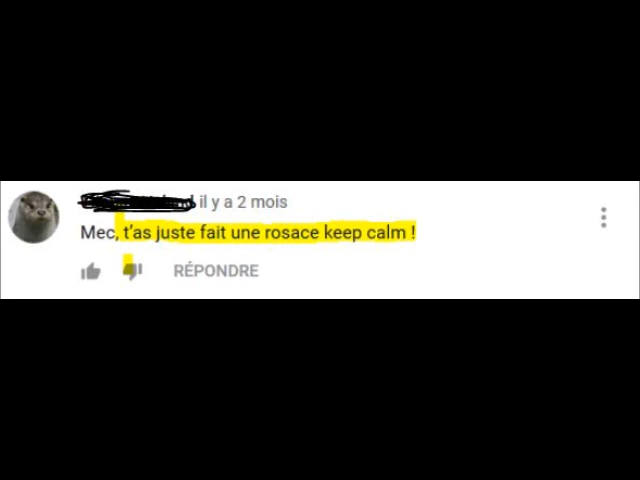 il y a 2 mois
Mec, t'as juste fait une rosace keep calm !
RÉPONDRE